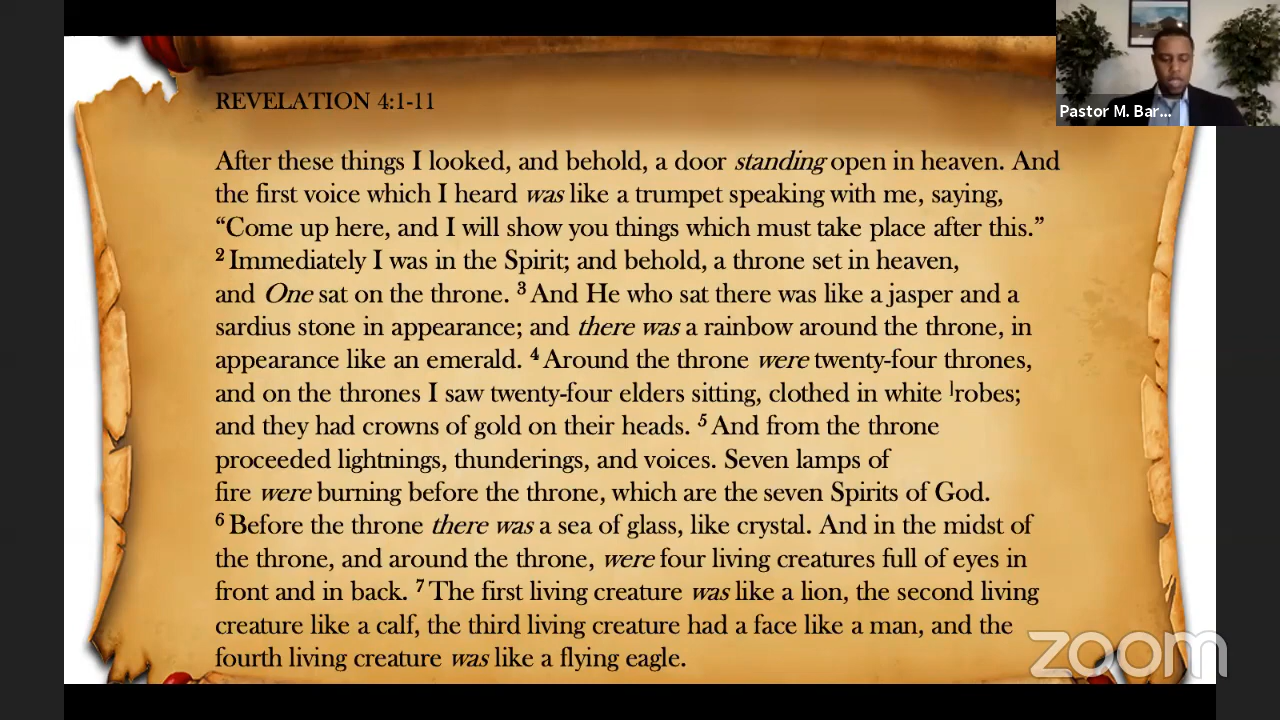 REVELATION 4:1-11
After these things I looked, and behold, a door standing open in heaven. And
the first voice which I heard was like a trumpet speaking with me, saying,
“Come up here, and I will show you things which must take place after this.”
2 Immediately I was in the Spirit; and behold, a throne set in heaven,
and One sat on the throne. 3 And He who sat there was like a jasper and a
sardius stone in appearance; and there was a rainbow around the throne, in
appearance like an emerald. 4 Around the throne were twenty-four thrones,
and on the thrones I saw twenty-four elders sitting, clothed in white ]robes;
and they had crowns of gold on their heads. 5 And from the throne
proceeded lightnings, thunderings, and voices. Seven lamps of
fire were burning before the throne, which are the seven Spirits of God.
6 Before the throne there was a sea of glass, like crystal. And in the midst of
the throne, and around the throne, were four living creatures full of eyes in
front and in back. 7 The first living creature was like a lion, the second living
creature like a calf, the third living creature had a face like a man, and the
fourth living creature was like a flying eagle.
Pastor M. Bar...
zoom